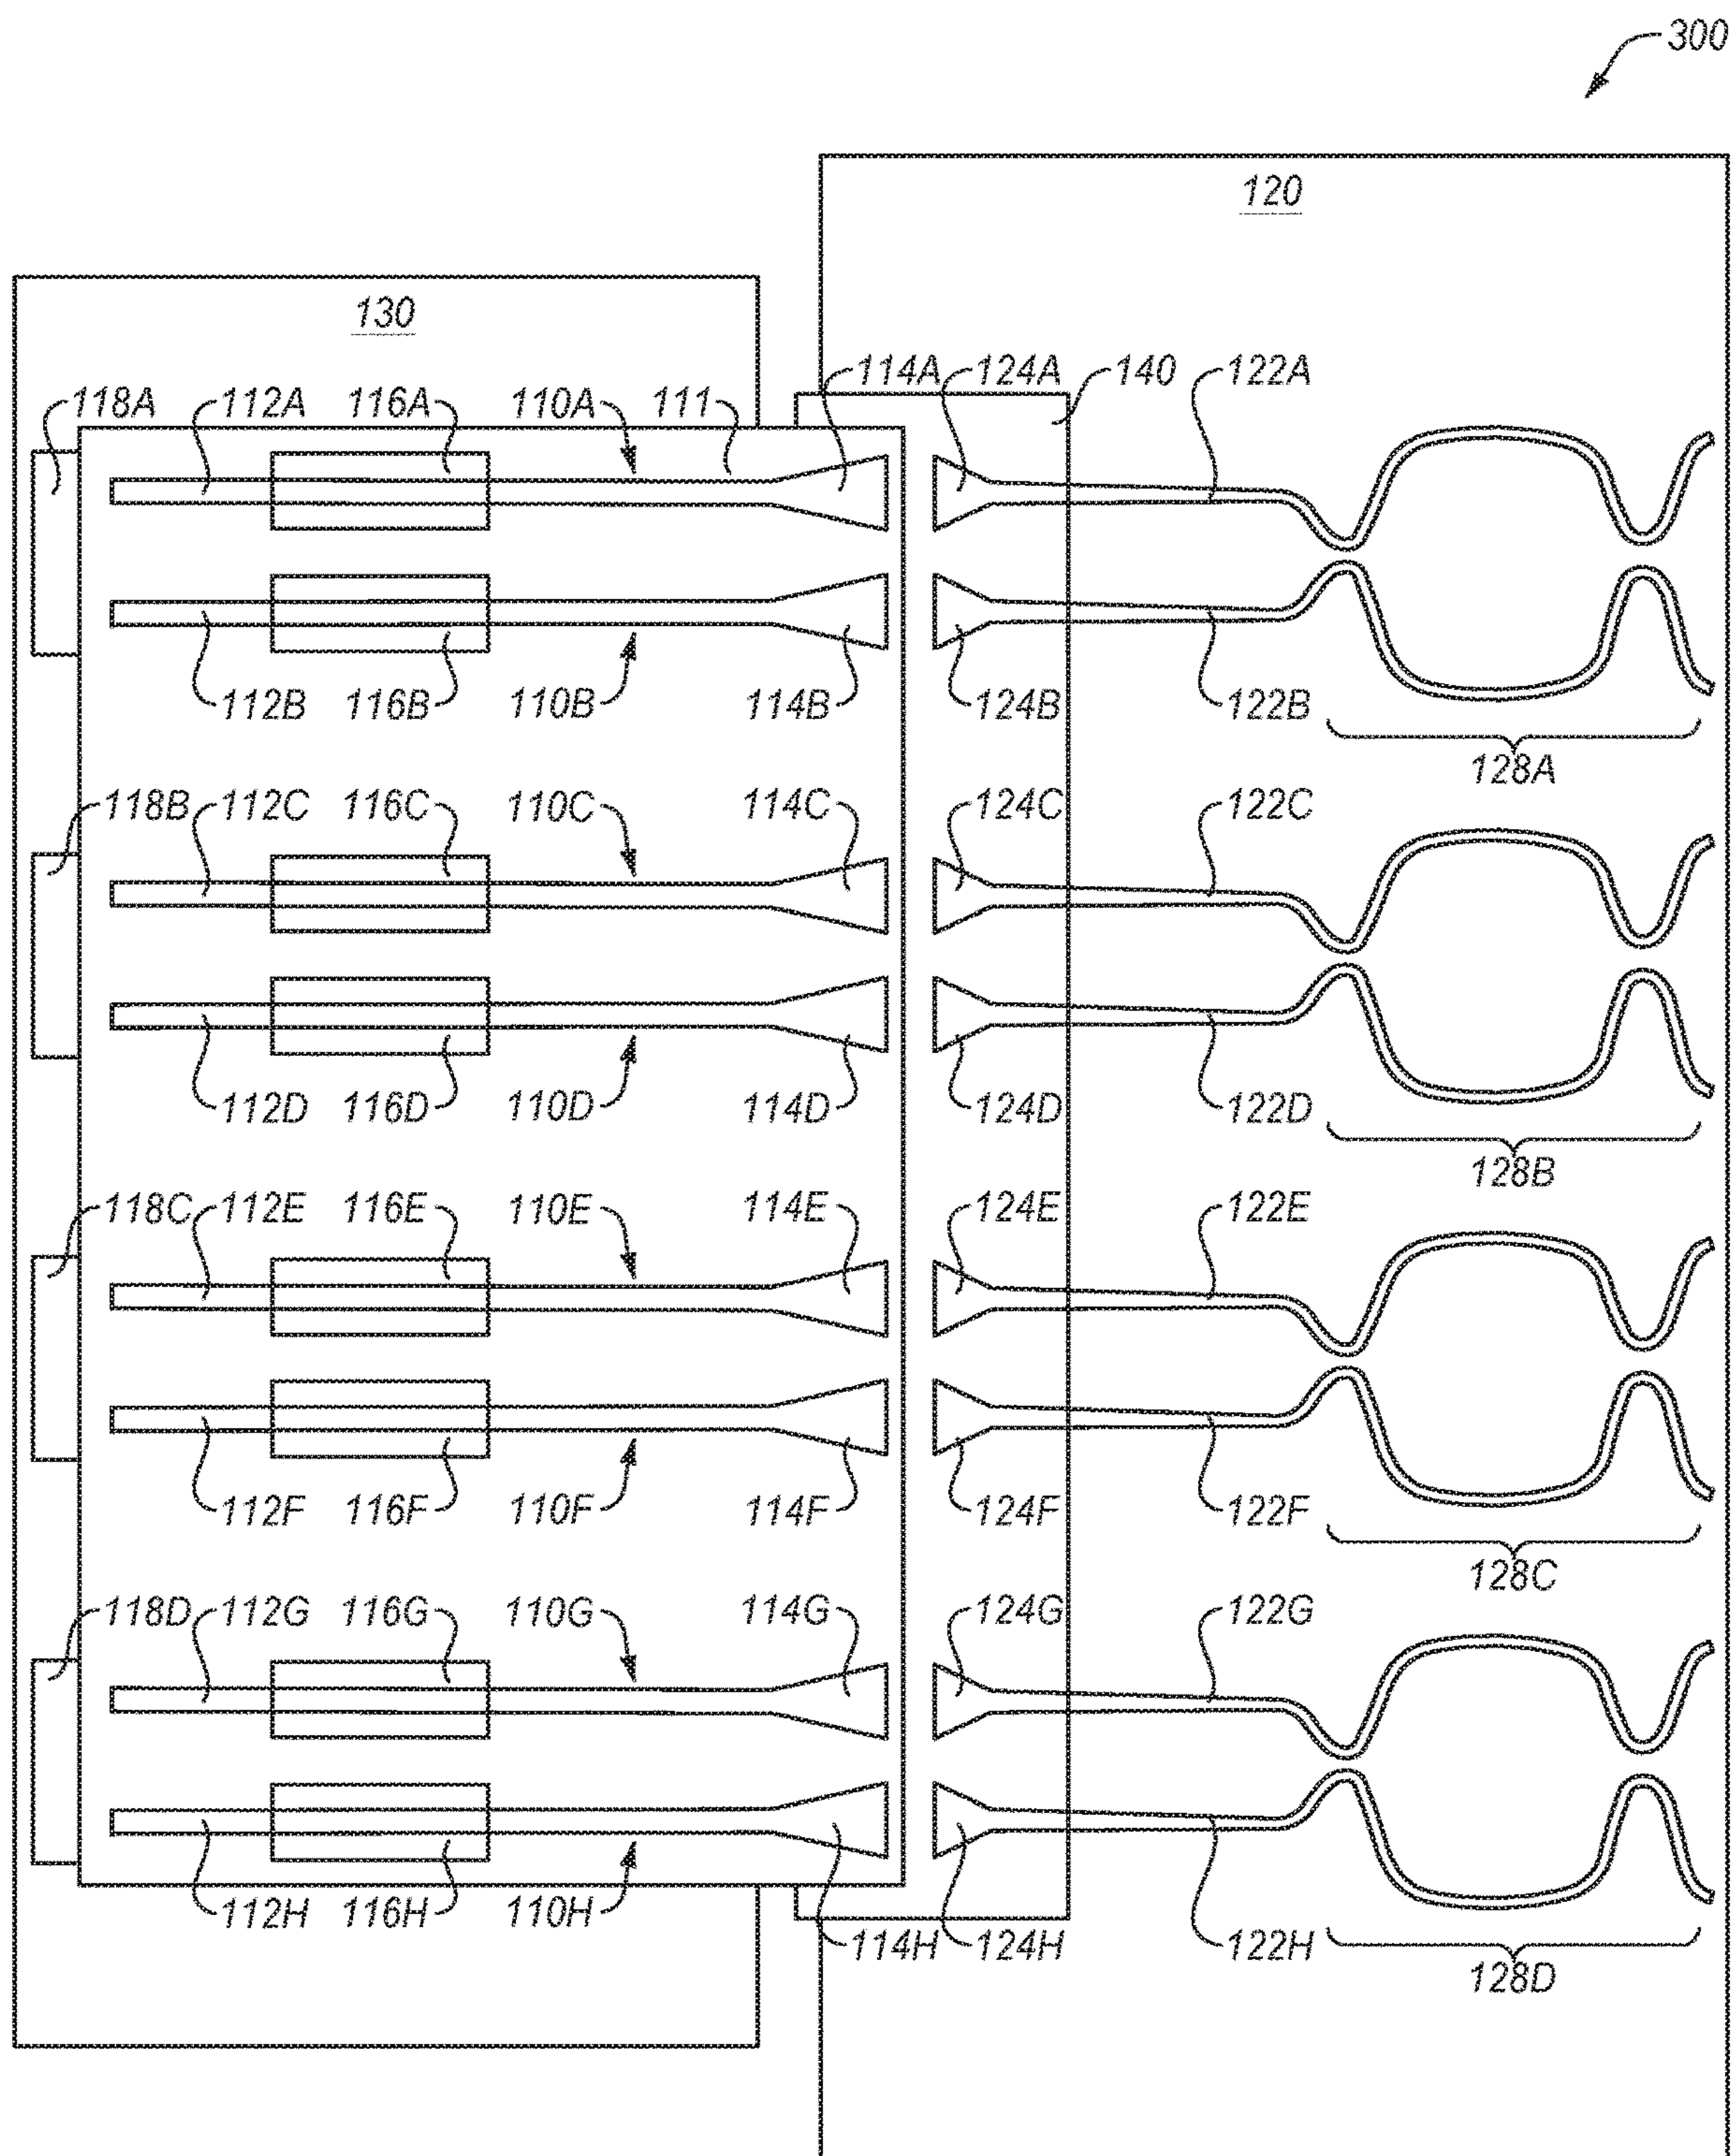 300
120
130
114A 124A 140 122A
118A 112A 116A 110A 111
112B 116B 110B 114B 124B 122B
128A
118B 112C 116C 110C 114C 124C 122C
112D 116D 110D 114D 124D 122D
128B
118C 112E 116E 110E 114E 124E 122E
112F 116F 110F 114F 124F 122F
128C
118D 112G 116G 110G 114G 124G 122G
112H 116H 110H
114H 124H 122H
128D